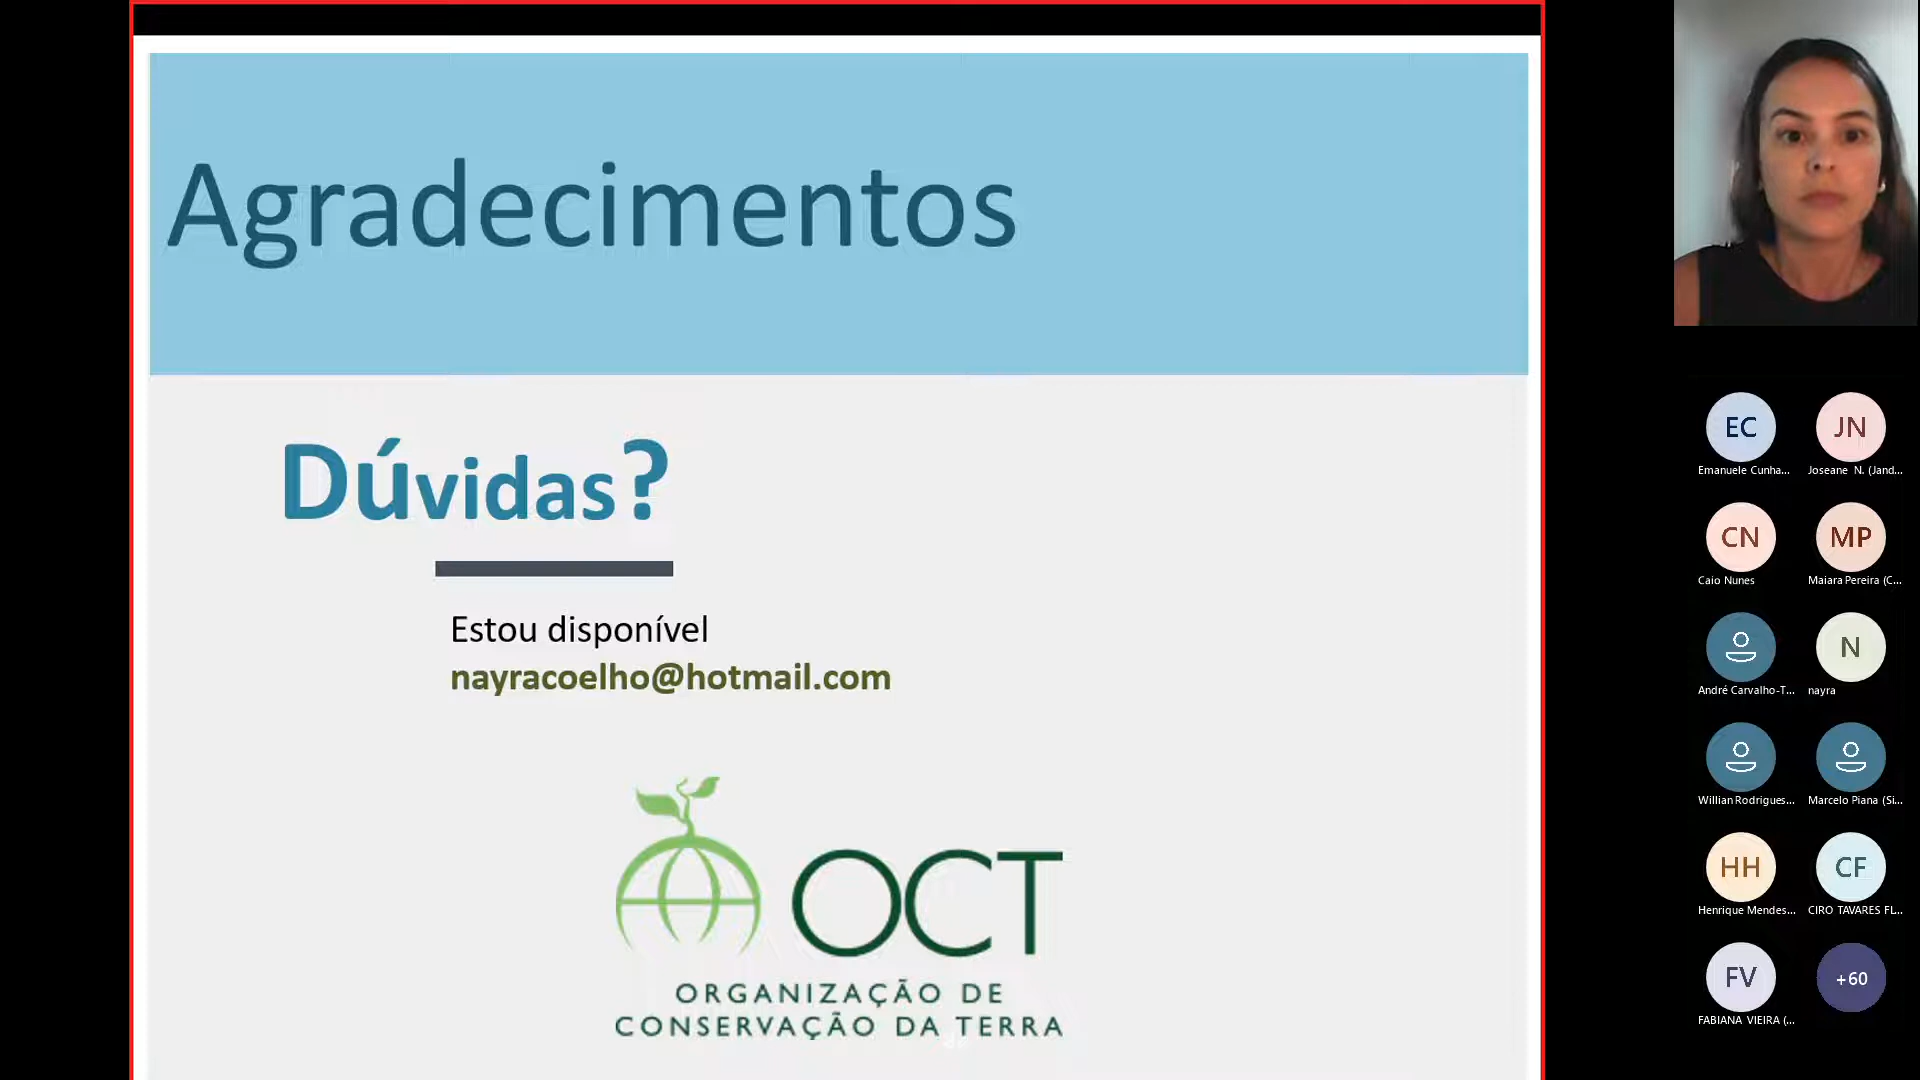 Agradecimentos
Dúvidas?
Estou disponível
nayracoelho@hotmail.com
OCT
ORGANIZAÇÃO DE
CONSERVAÇÃO DA TERRA
EC
JN
Emanuele Cunha...
Joseane N. (Jand...
CN
MP
Caio Nunes
Maiara Pereira (C...
N
André Carvalho-T...
nayra
Willian Rodrigues...
Marcelo Piana (Si...
HH
CF
Henrique Mendes...
CIRO TAVARES FL...
FV
+60
FABIANA VIEIRA (...